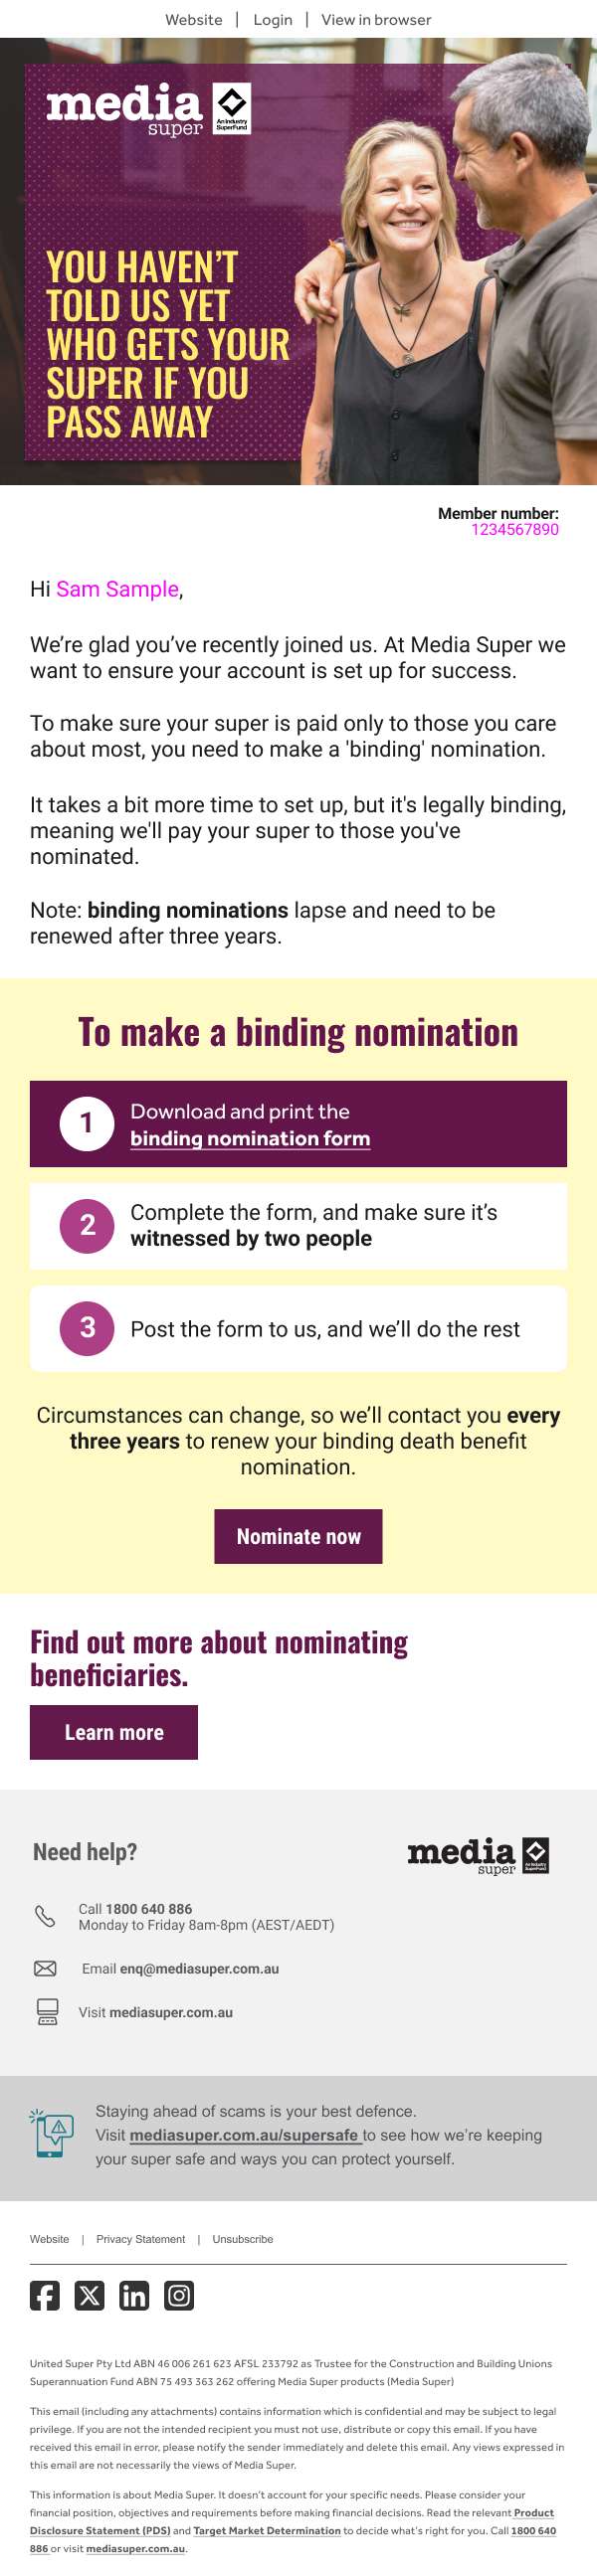 Website | Login | View in browser
media
super
An Industry
SuperFund
YOU HAVEN'T
TOLD US YET
WHO GETS YOUR
SUPER IF YOU
PASS AWAY
Member number:
1234567890
Hi Sam Sample,
We’re glad you’ve recently joined us. At Media Super we
want to ensure your account is set up for success.
To make sure your super is paid only to those you care
about most, you need to make a 'binding' nomination.
It takes a bit more time to set up, but it's legally binding,
meaning we'll pay your super to those you've
nominated.
Note: binding nominations lapse and need to be
renewed after three years.
To make a binding nomination
1
Download and print the
binding nomination form
2
Complete the form, and make sure it’s
witnessed by two people
3
Post the form to us, and we’ll do the rest
Circumstances can change, so we’ll contact you every
three years to renew your binding death benefit
nomination.
Nominate now
Find out more about nominating
beneficiaries.
Learn more
Need help?
media
super
An Industry
SuperFund
Call 1800 640 886
Monday to Friday 8am-8pm (AEST/AEDT)
Email enq@mediasuper.com.au
Visit mediasuper.com.au
Staying ahead of scams is your best defence.
Visit mediasuper.com.au/supersafe to see how we’re keeping
your super safe and ways you can protect yourself.
Website | Privacy Statement | Unsubscribe
United Super Pty Ltd ABN 46 006 261 623 AFSL 233792 as Trustee for the Construction and Building Unions
Superannuation Fund ABN 75 493 363 262 offering Media Super products (Media Super)
This email (including any attachments) contains information which is confidential and may be subject to legal
privilege. If you are not the intended recipient you must not use, distribute or copy this email. If you have
received this email in error, please notify the sender immediately and delete this email. Any views expressed in
this email are not necessarily the views of Media Super.
This information is about Media Super. It doesn’t account for your specific needs. Please consider your
financial position, objectives and requirements before making financial decisions. Read the relevant Product
Disclosure Statement (PDS) and Target Market Determination to decide what’s right for you. Call 1800 640
886 or visit mediasuper.com.au.